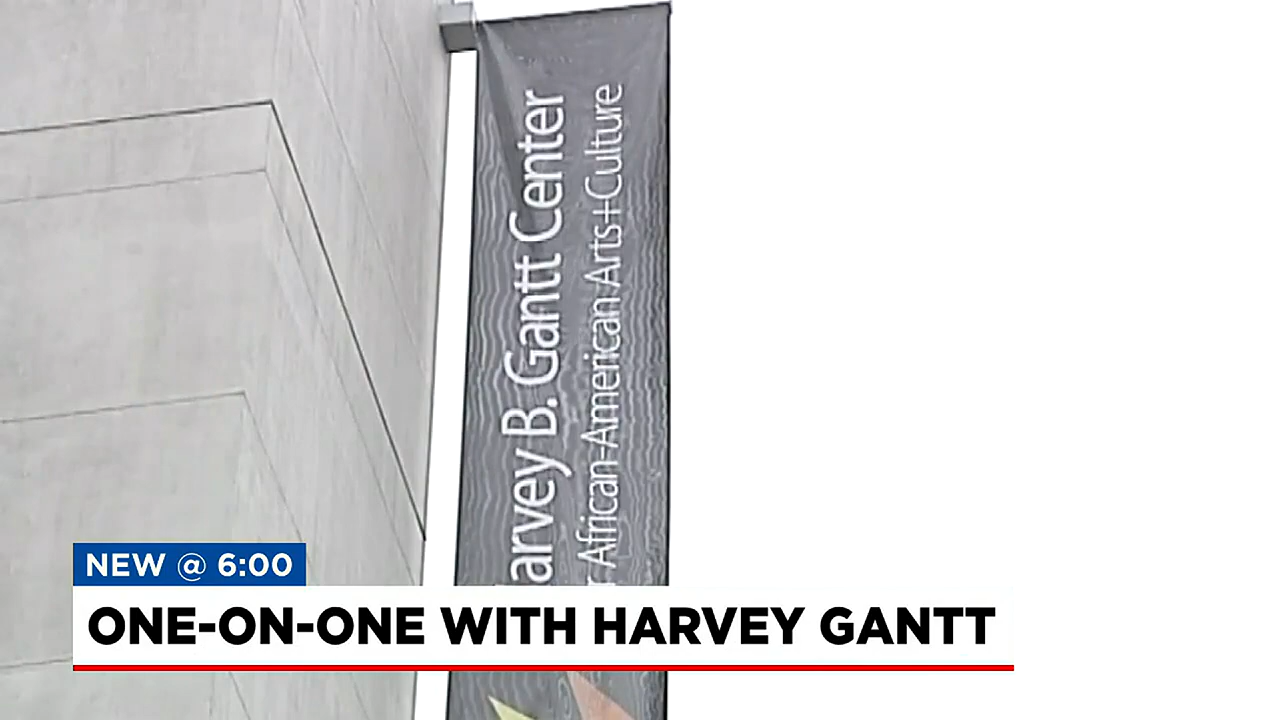 arvey B. Gantt Center
r African-American Arts+Culture
NEW @ 6:00
ONE-ON-ONE WITH HARVEY GANTT